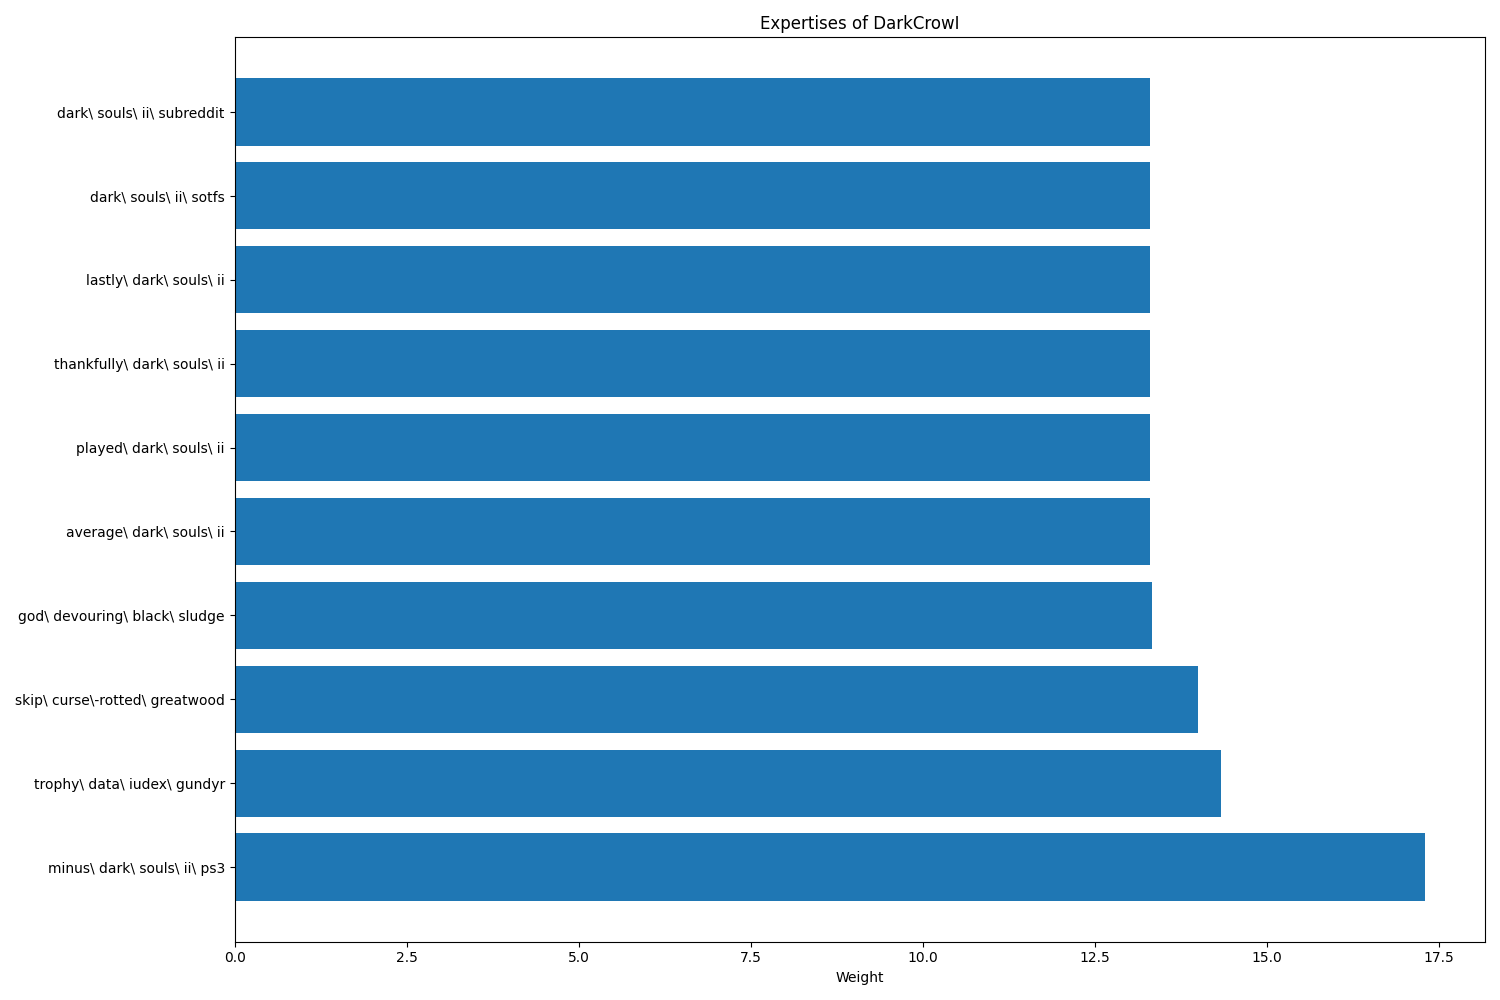 Expertises of DarkCrowI
dark\ souls\ ii\ subreddit
dark\ souls\ ii\ sotfs
lastly\ dark\ souls\ ii
thankfully\ dark\ souls\ ii
played\ dark\ souls\ ii
average\ dark\ souls\ ii
god\ devouring\ black\ sludge
skip\ curse\-rotted\ greatwood
trophy\ data\ iudex\ gundyr
minus\ dark\ souls\ ii\ ps3
0.0 2.5 5.0 7.5 10.0 12.5 15.0 17.5
Weight